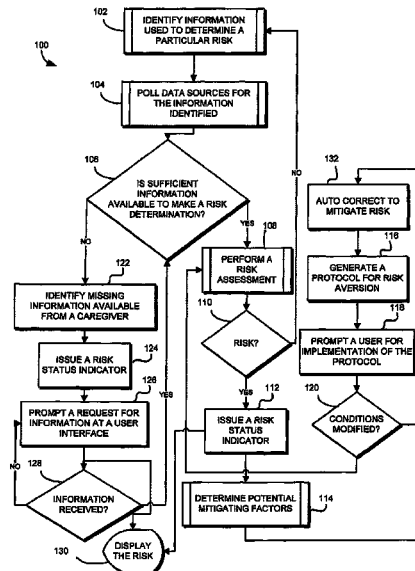 100
102
IDENTIFY INFORMATION
USED TO DETERMINE A
PARTICULAR RISK
104
POLL DATA SOURCES FOR
THE INFORMATION
IDENTIFIED
106
IS SUFFICIENT
INFORMATION
AVAILABLE TO MAKE A RISK
DETERMINATION?
NO
YES
122
IDENTIFY MISSING
INFORMATION AVAILABLE
FROM A CAREGIVER
124
ISSUE A RISK
STATUS INDICATOR
126
PROMPT A REQUEST FOR
INFORMATION AT A USER
INTERFACE
NO
128
INFORMATION
RECEIVED?
YES
130
DISPLAY
THE RISK
108
PERFORM A
RISK
ASSESSMENT
110
RISK?
NO
YES
112
ISSUE A RISK
STATUS
INDICATOR
DETERMINE POTENTIAL
MITIGATING FACTORS
114
132
AUTO CORRECT TO
MITIGATE RISK
116
GENERATE A
PROTOCOL FOR RISK
AVERSION
118
PROMPT A USER FOR
IMPLEMENTATION OF THE
PROTOCOL
120
CONDITIONS
MODIFIED?